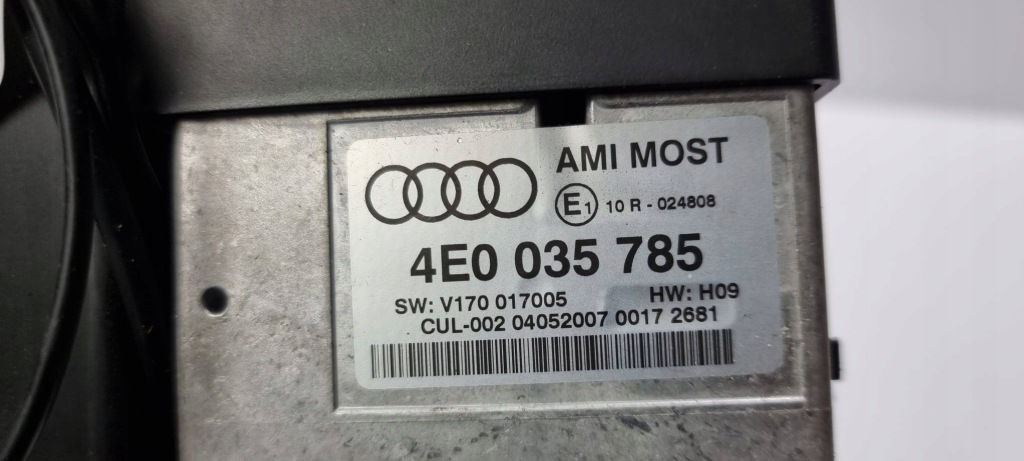 AMI MOST
E1 10 R - 024808
4E0 035 785
SW: V170 017005 HW: H09
CUL-002 04052007 0017 2681